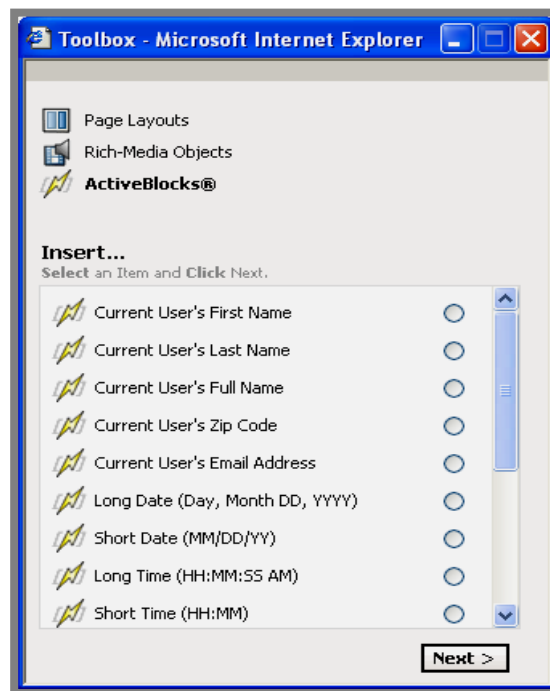 Toolbox - Microsoft Internet Explorer
Page Layouts
Rich-Media Objects
ActiveBlocks®
Insert...
Select an Item and Click Next.
Current User's First Name
Current User's Last Name
Current User's Full Name
Current User's Zip Code
Current User's Email Address
Long Date (Day, Month DD, YYYY)
Short Date (MM/DD/YY)
Long Time (HH:MM:SS AM)
Short Time (HH:MM)
Next >